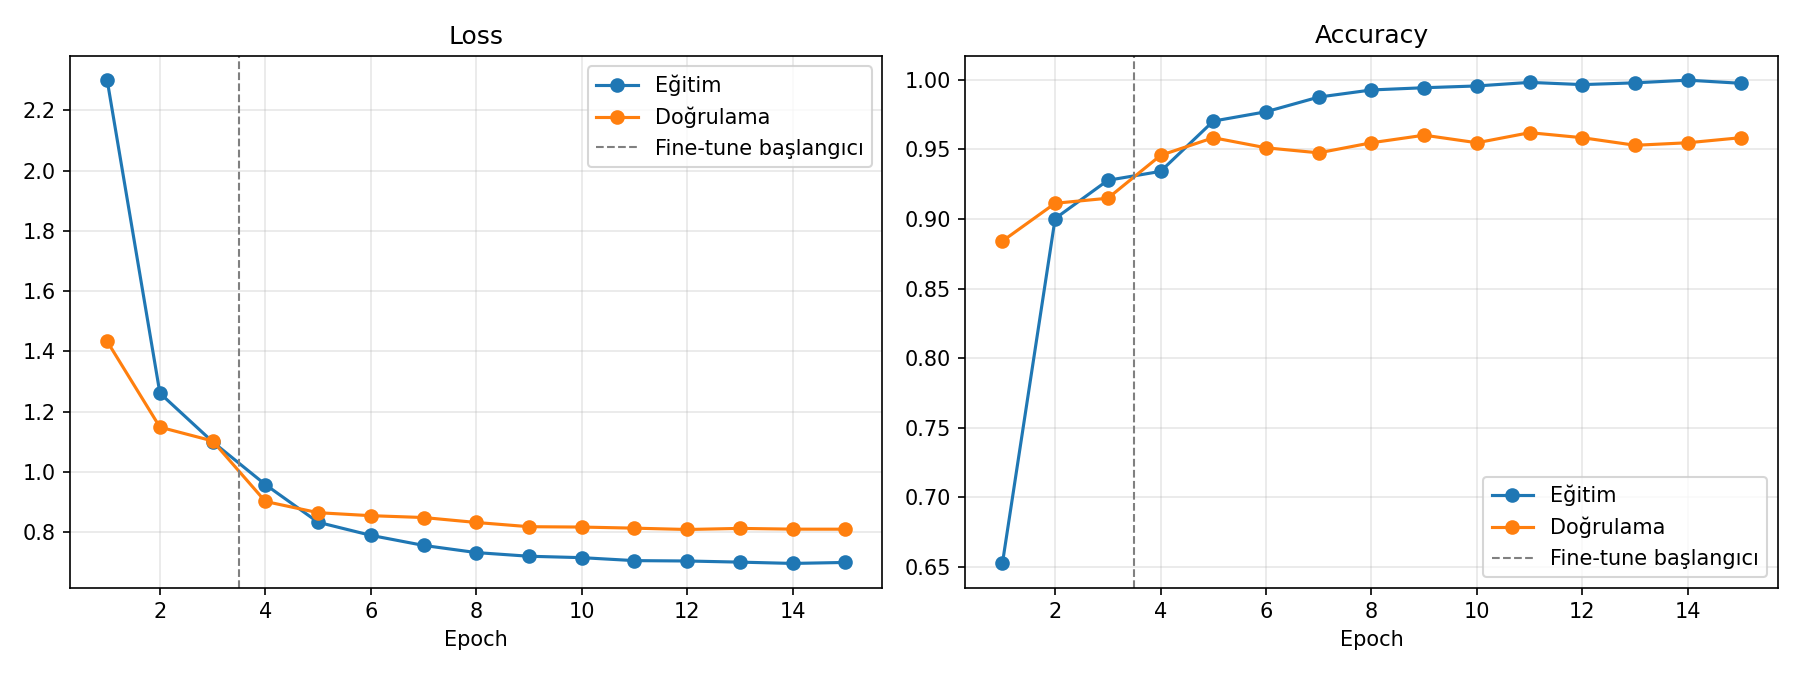 Loss
2.2
2.0
1.8
1.6
1.4
1.2
1.0
0.8
Eğitim
Doğrulama
Fine-tune başlangıcı
2 4 6 8 10 12 14
Epoch
Accuracy
1.00
0.95
0.90
0.85
0.80
0.75
0.70
0.65
Eğitim
Doğrulama
Fine-tune başlangıcı
2 4 6 8 10 12 14
Epoch